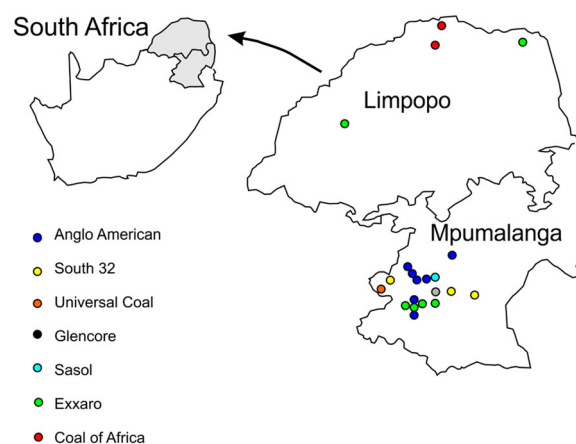 South Africa
Limpopo
Mpumalanga
Anglo American
South 32
Universal Coal
Glencore
Sasol
Exxaro
Coal of Africa